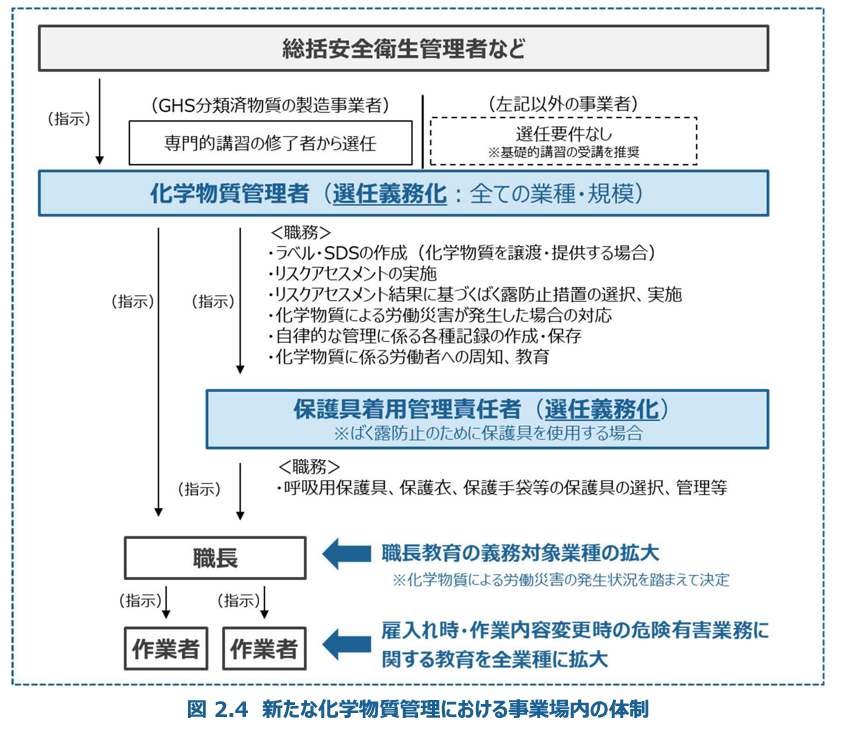 総括安全衛生管理者など
(指示)
(GHS分類済物質の製造事業者)
(左記以外の事業者)
専門的講習の修了者から選任
選任要件なし
※基礎的講習の受講を推奨
化学物質管理者(選任義務化:全ての業種・規模)
<職務>
・ラベル・SDSの作成(化学物質を譲渡・提供する場合)
・リスクアセスメントの実施
(指示)
(指示)
・リスクアセスメント結果に基づくばく露防止措置の選択、実施
・化学物質による労働災害が発生した場合の対応
・自律的な管理に係る各種記録の作成・保存
・化学物質に係る労働者への周知、教育
保護具着用管理責任者(選任義務化)
※ばく露防止のために保護具を使用する場合
<職務>
(指示)
・呼吸用保護具、保護衣、保護手袋等の保護具の選択、管理等
職長
職長教育の義務対象業種の拡大
※化学物質による労働災害の発生状況を踏まえて決定
(指示)
(指示)
作業者
作業者
雇入れ時・作業内容変更時の危険有害業務に
関する教育を全業種に拡大
図 2.4 新たな化学物質管理における事業場内の体制